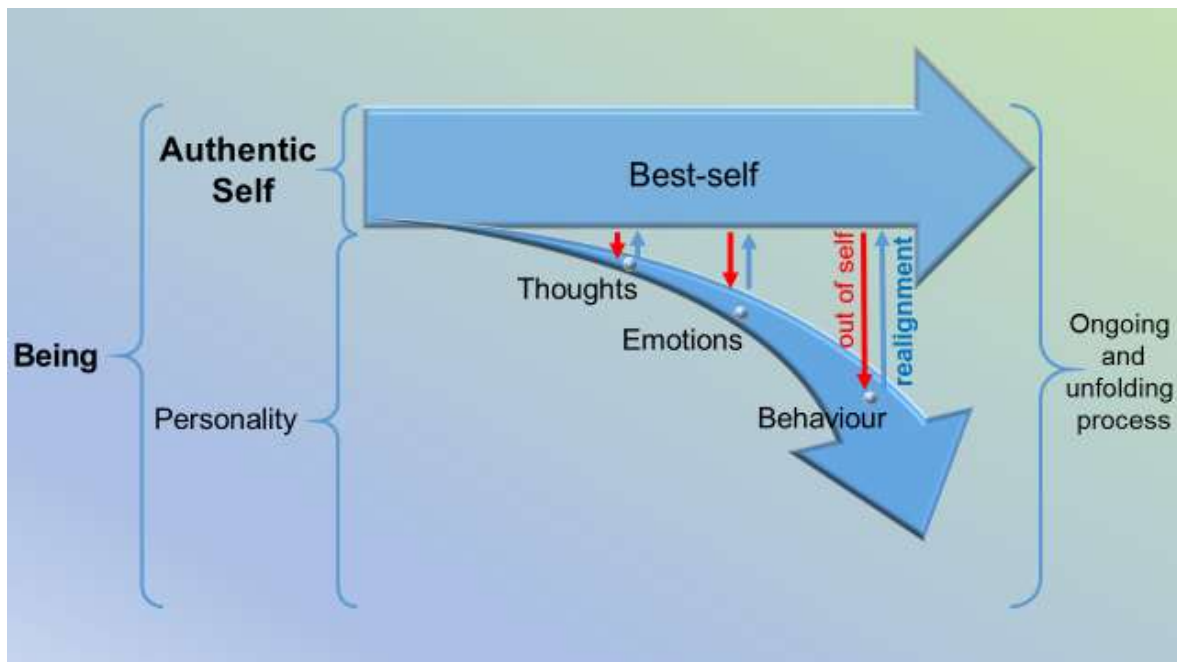 Authentic
Self
Best-self
Thoughts
Emotions
Behaviour
out of self
realignment
Being
Personality
Ongoing
and
unfolding
process